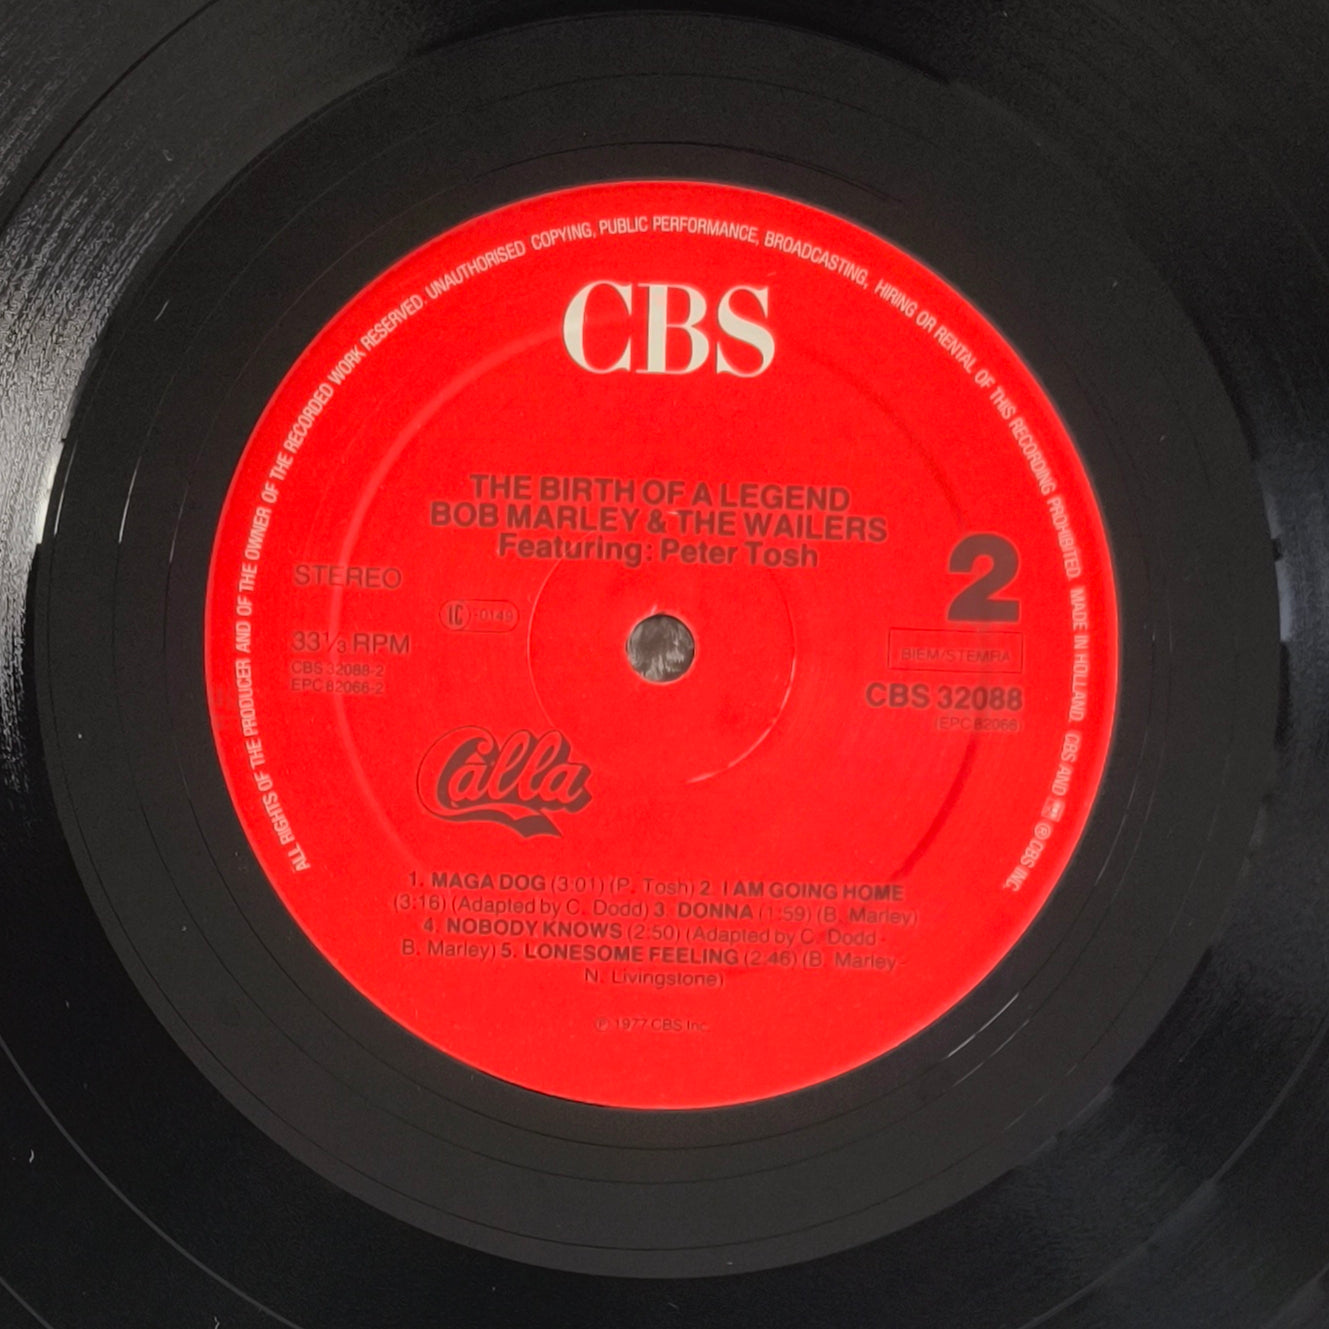 ALL RIGHTS OF THE PRODUCER AND OF THE OWNER OF THE RECORDED WORK RESERVED. UNAUTHORISED COPYING, PUBLIC PERFORMANCE, BROADCASTING, HIRING OR RENTAL OF THIS RECORDING PROHIBITED. MADE IN HOLLAND. CBS AND ® CBS INC.
CBS
THE BIRTH OF A LEGEND
BOB MARLEY & THE WAILERS
Featuring: Peter Tosh
STEREO
2
LC 0149
33⅓ RPM
BIEM/STEMRA
CBS 32088-2
EPC 82066-2
CBS 32088
(EPC 82066)
Calla
1. MAGA DOG (3:01) (P. Tosh) 2. I AM GOING HOME
(3:16) (Adapted by C. Dodd) 3. DONNA (1:59) (B. Marley)
4. NOBODY KNOWS (2:50) (Adapted by C. Dodd -
B. Marley) 5. LONESOME FEELING (2:46) (B. Marley -
N. Livingstone)
℗ 1977 CBS Inc.